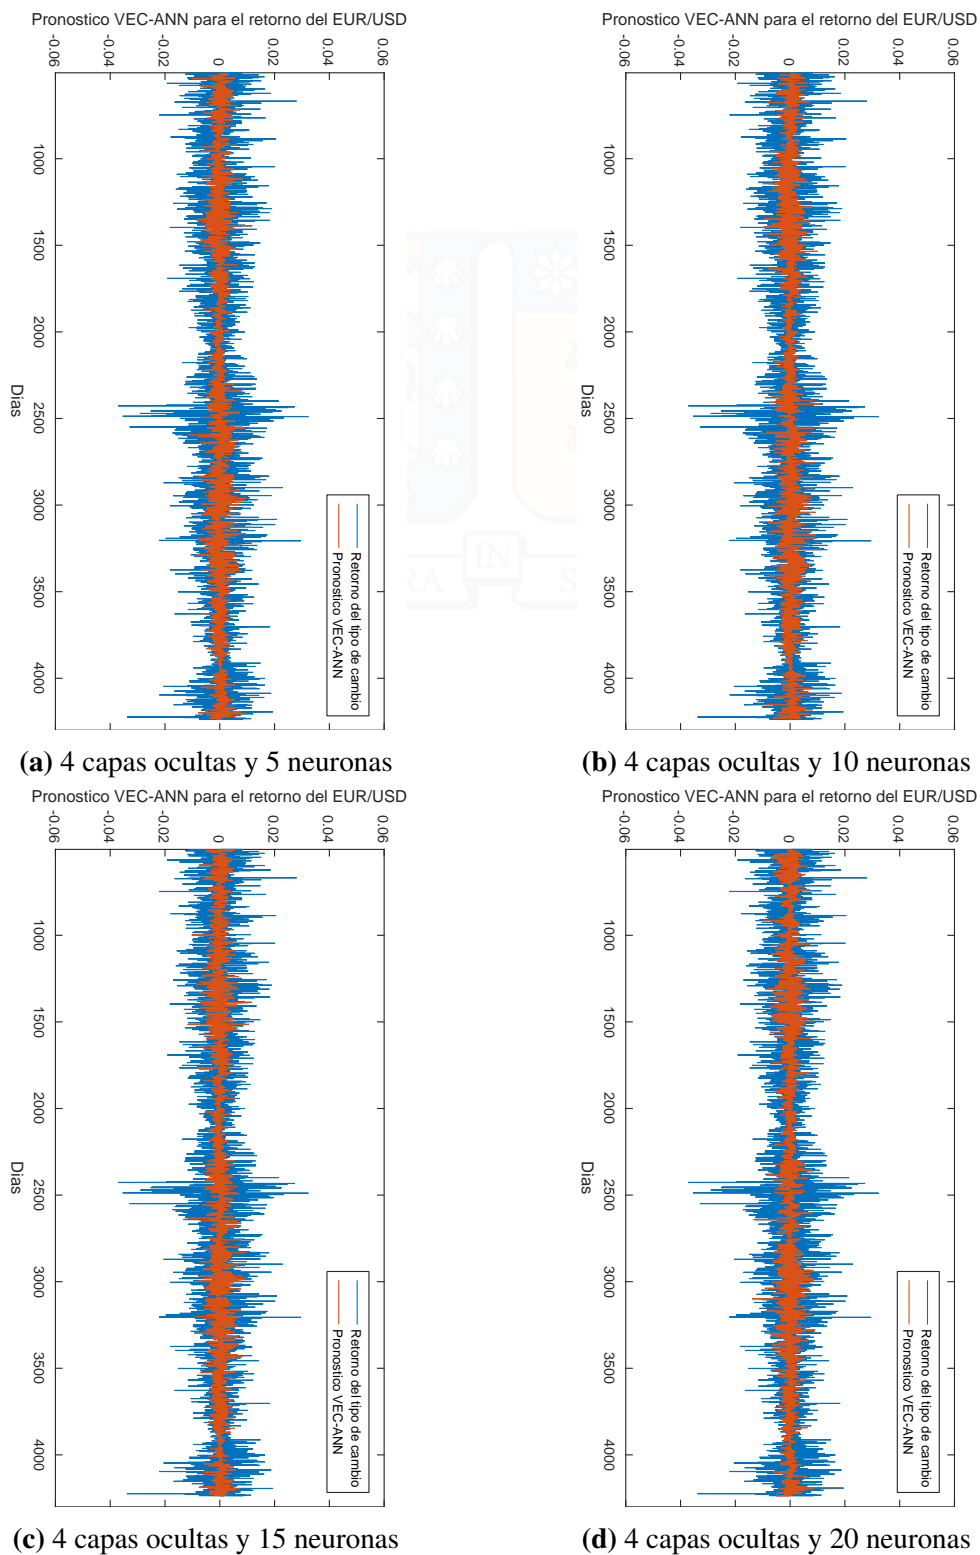 Pronostico VEC-ANN para el retorno del EUR/USD
-0.06
-0.04
-0.02
0
0.02
0.04
0.06
1000
1500
2000
2500
3000
3500
4000
Dias
Retorno del tipo de cambio
Pronostico VEC-ANN
(a) 4 capas ocultas y 5 neuronas
Pronostico VEC-ANN para el retorno del EUR/USD
-0.06
-0.04
-0.02
0
0.02
0.04
0.06
1000
1500
2000
2500
3000
3500
4000
Dias
Retorno del tipo de cambio
Pronostico VEC-ANN
(b) 4 capas ocultas y 10 neuronas
Pronostico VEC-ANN para el retorno del EUR/USD
-0.06
-0.04
-0.02
0
0.02
0.04
0.06
1000
1500
2000
2500
3000
3500
4000
Dias
Retorno del tipo de cambio
Pronostico VEC-ANN
(c) 4 capas ocultas y 15 neuronas
Pronostico VEC-ANN para el retorno del EUR/USD
-0.06
-0.04
-0.02
0
0.02
0.04
0.06
1000
1500
2000
2500
3000
3500
4000
Dias
Retorno del tipo de cambio
Pronostico VEC-ANN
(d) 4 capas ocultas y 20 neuronas
IN